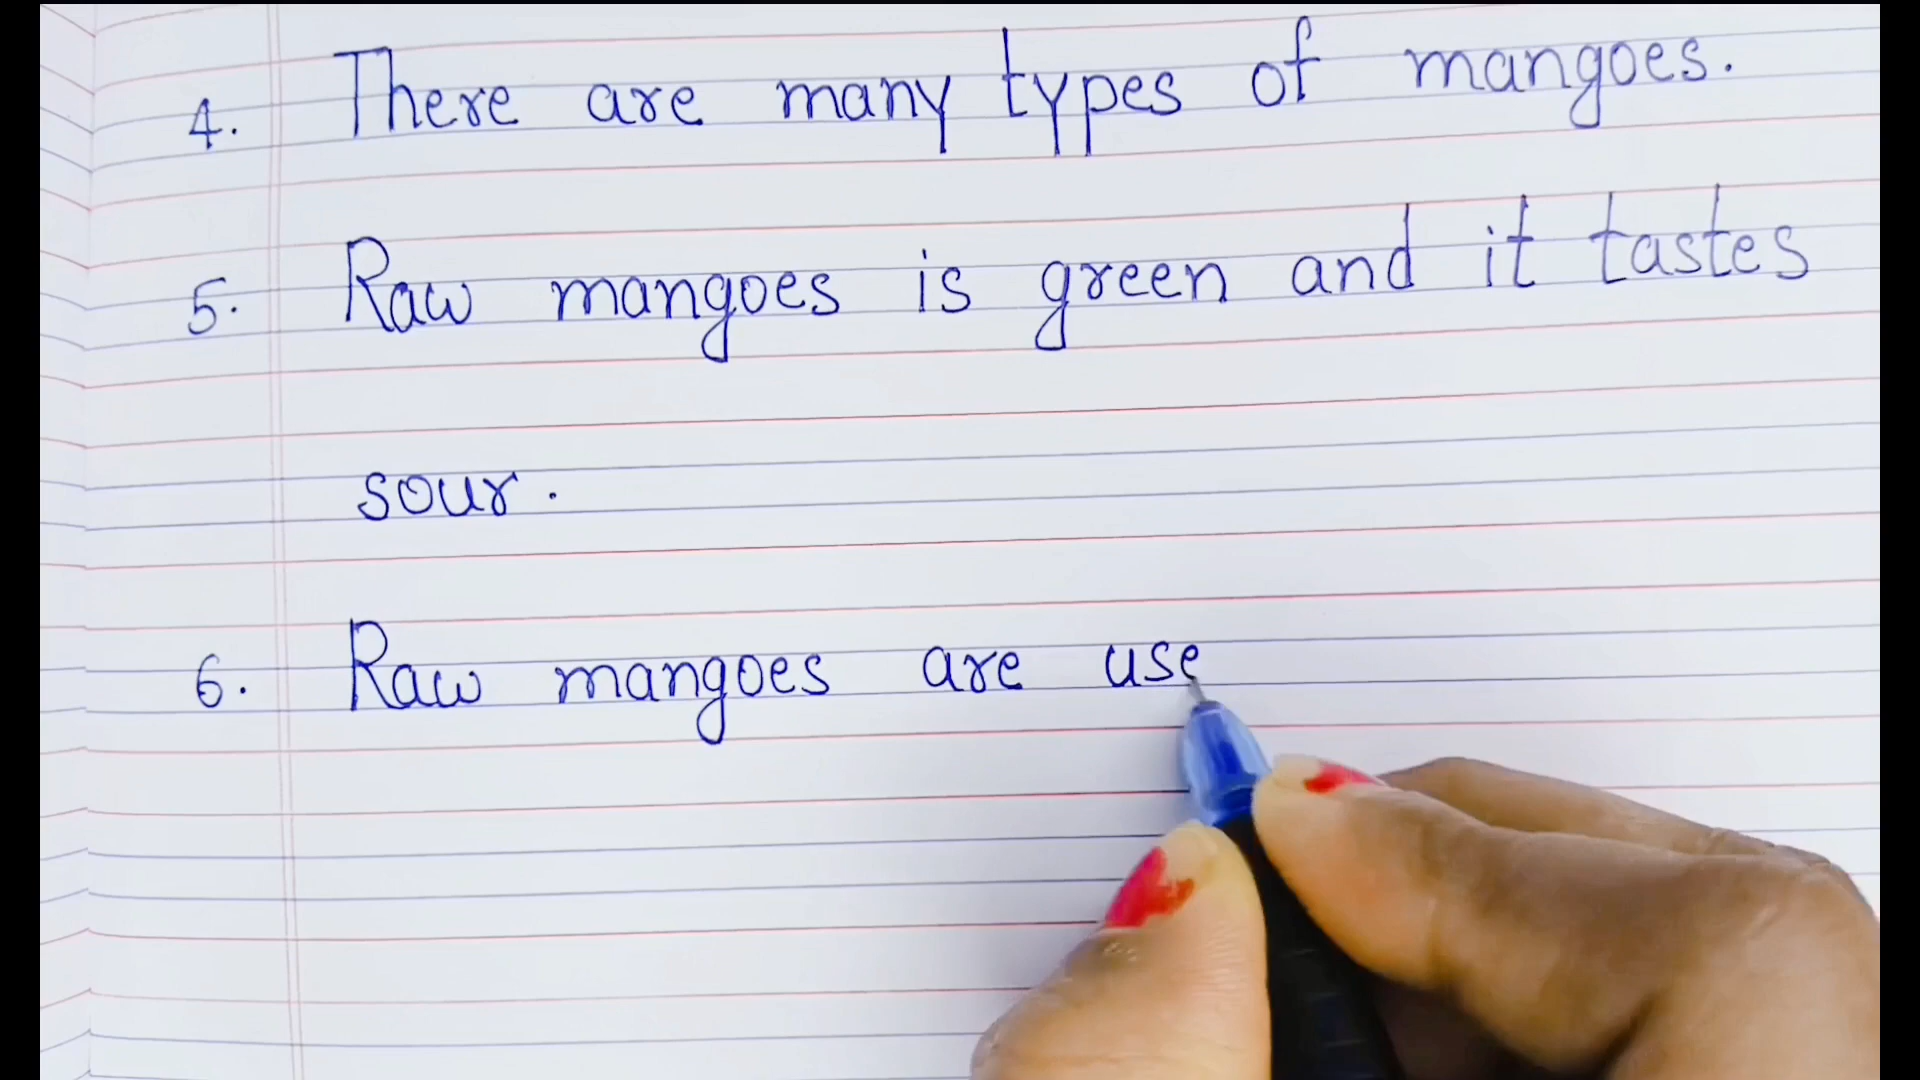 4. There are many types of mangoes.
5. Raw mangoes is green and it tastes
sour.
6. Raw mangoes are use